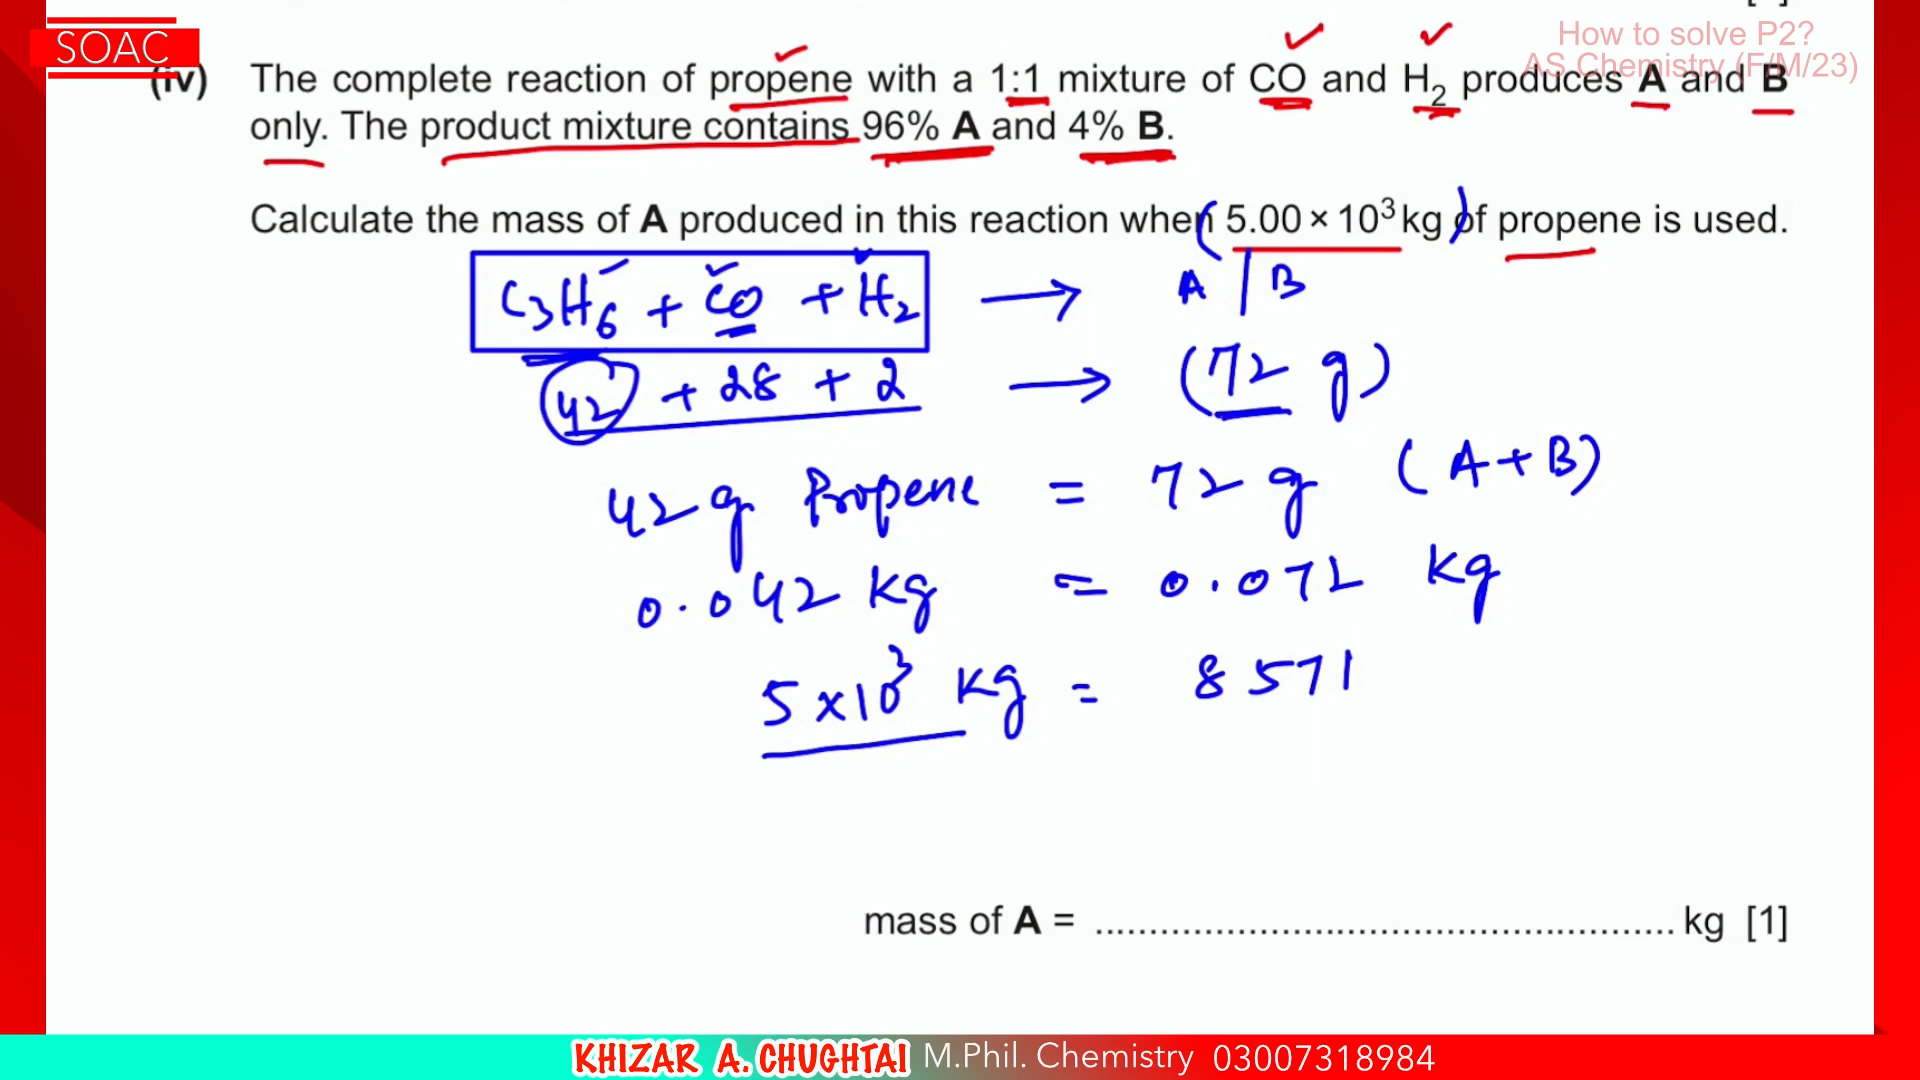 SOAC
How to solve P2?
AS Chemistry (F/M/23)
(iv) The complete reaction of propene with a 1:1 mixture of CO and H2 produces A and B
only. The product mixture contains 96% A and 4% B.
Calculate the mass of A produced in this reaction when 5.00 × 10³ kg of propene is used.
C3H6 + CO + H2 → A / B
42 + 28 + 2 → (72 g)
42 g Propene = 72 g (A + B)
0.042 kg = 0.072 kg
5 × 10³ kg = 8571
mass of A = ...................................................... kg [1]
KHIZAR A. CHUGHTAI M.Phil. Chemistry 03007318984